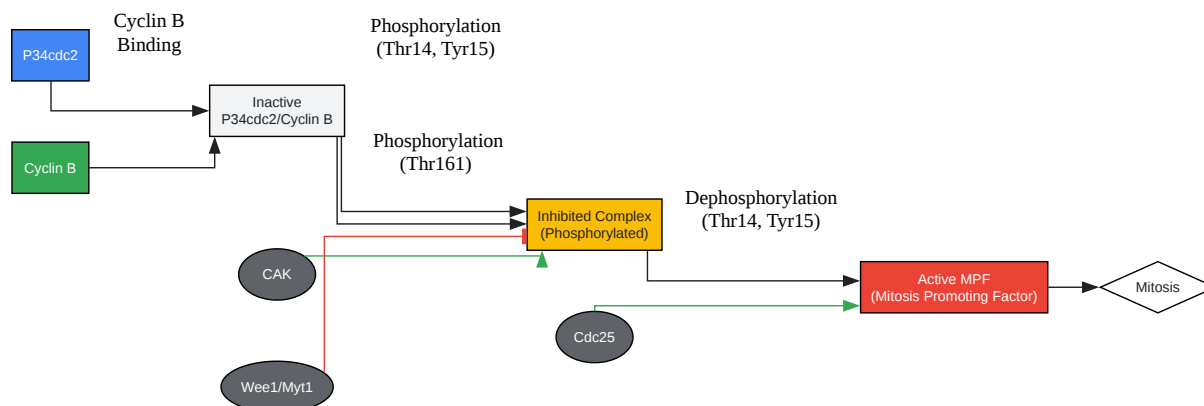 Cyclin B
Binding
Phosphorylation
(Thr14, Tyr15)
P34cdc2
Inactive
P34cdc2/Cyclin B
Phosphorylation
(Thr161)
Cyclin B
Dephosphorylation
(Thr14, Tyr15)
Inhibited Complex
(Phosphorylated)
CAK
Active MPF
(Mitosis Promoting Factor)
Mitosis
Cdc25
Wee1/Myt1